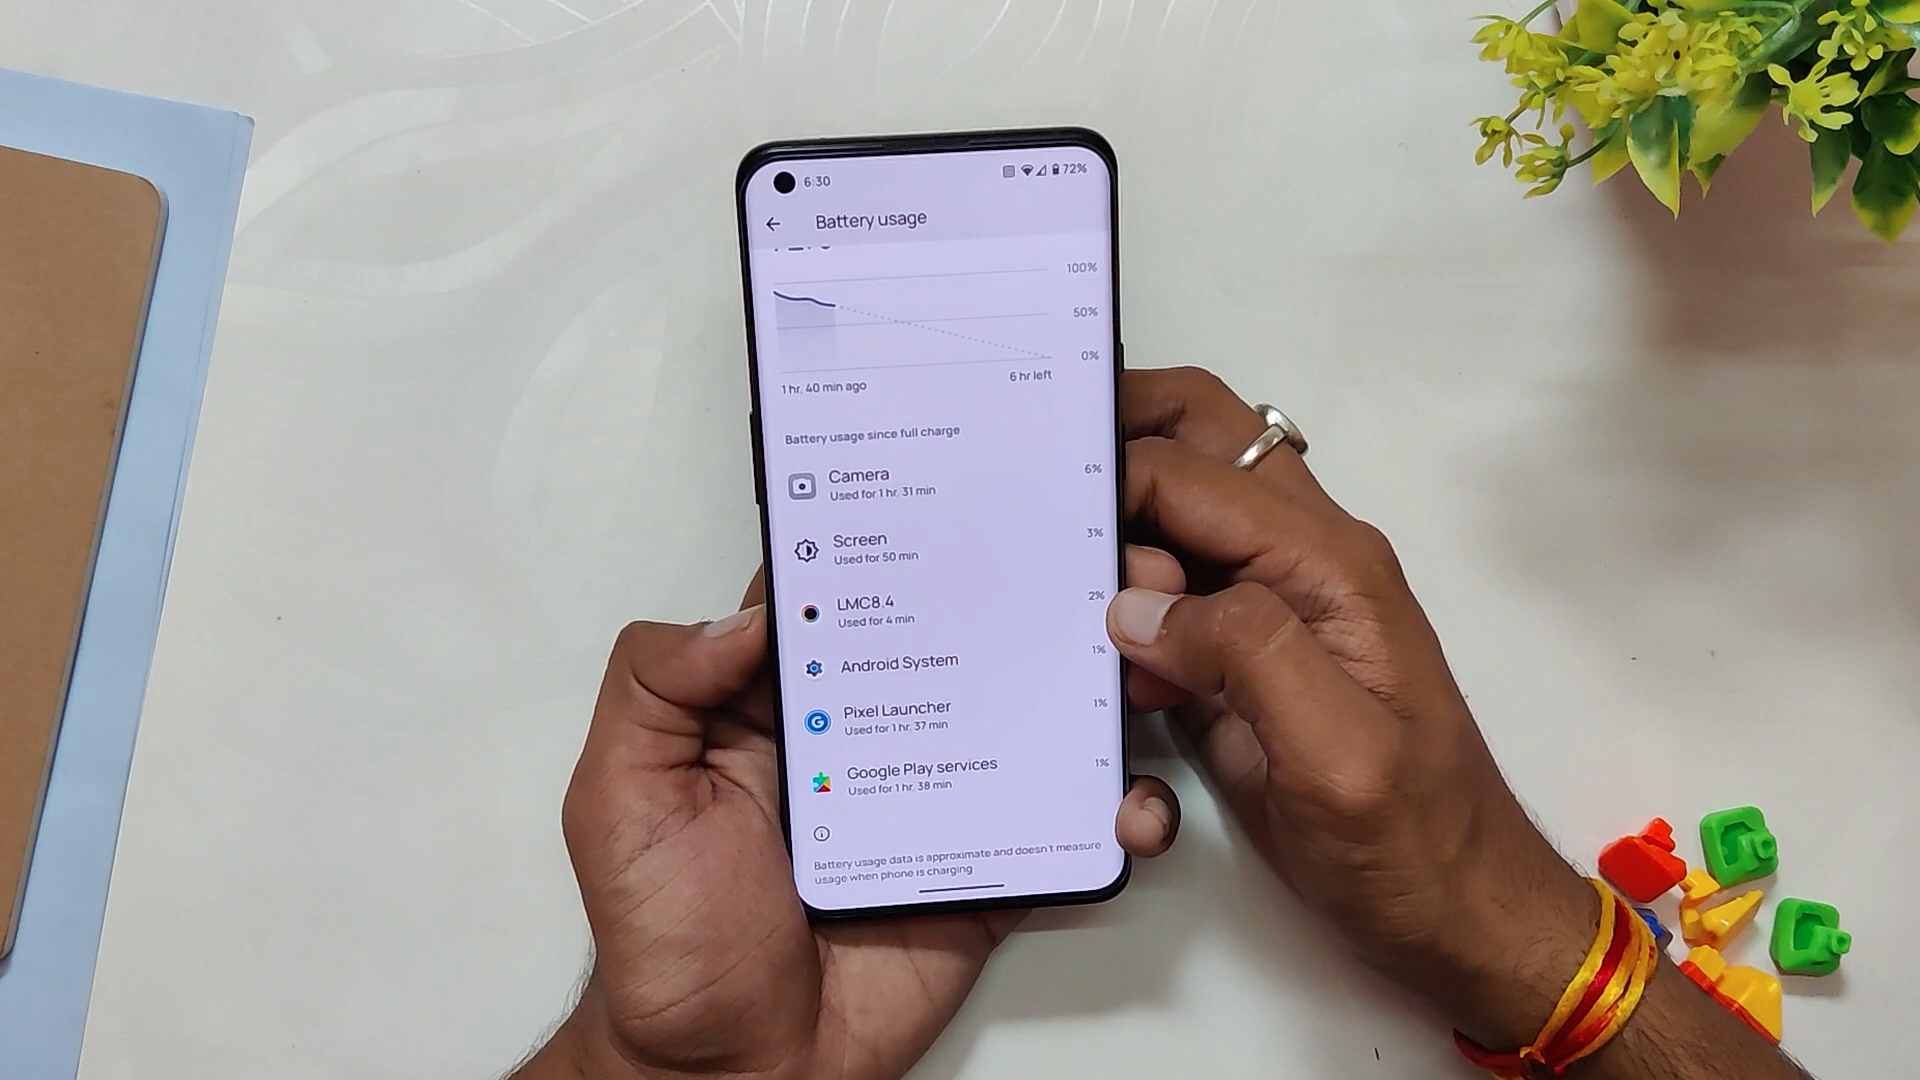 6:30
72%
Battery usage
100%
50%
0%
1 hr, 40 min ago
6 hr left
Battery usage since full charge
Camera
6%
Used for 1 hr, 31 min
Screen
3%
Used for 50 min
LMC8.4
2%
Used for 4 min
Android System
1%
Pixel Launcher
1%
Used for 1 hr, 37 min
Google Play services
1%
Used for 1 hr, 38 min
Battery usage data is approximate and doesn't measure
usage when phone is charging